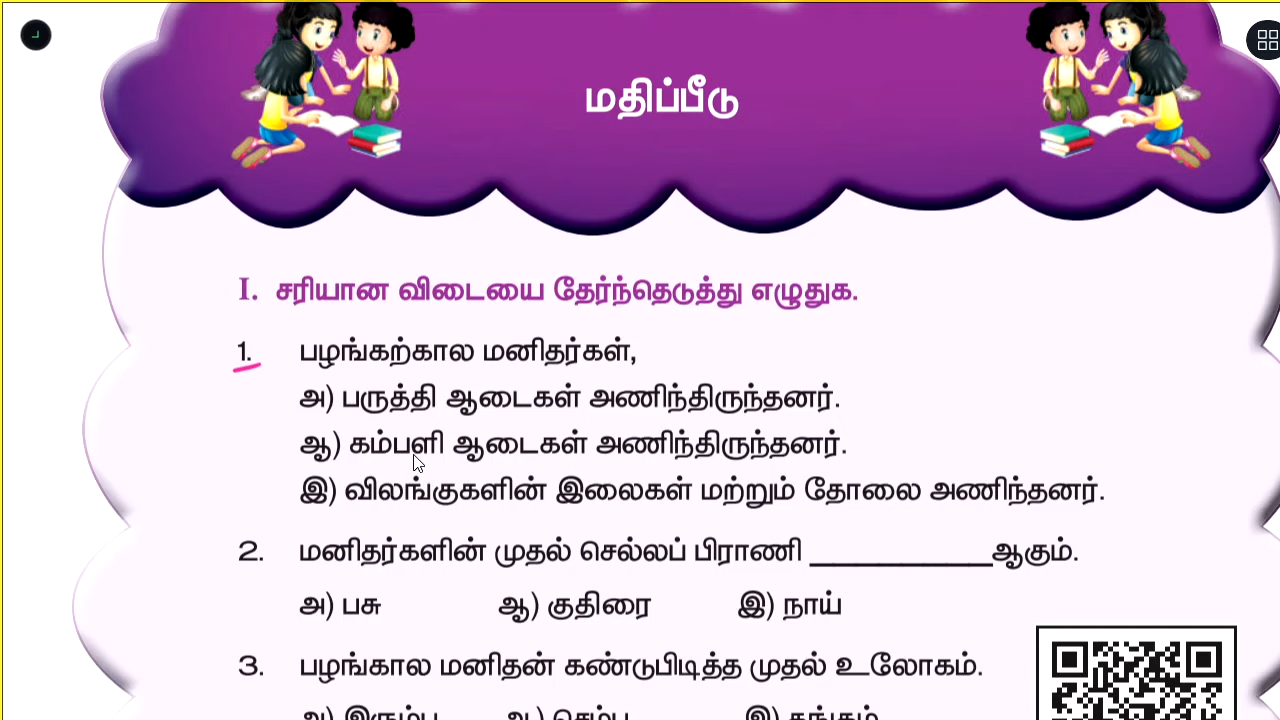 மதிப்பீடு
I. சரியான விடையை தேர்ந்தெடுத்து எழுதுக.
1. பழங்கற்கால மனிதர்கள்,
அ) பருத்தி ஆடைகள் அணிந்திருந்தனர்.
ஆ) கம்பளி ஆடைகள் அணிந்திருந்தனர்.
இ) விலங்குகளின் இலைகள் மற்றும் தோலை அணிந்தனர்.
2. மனிதர்களின் முதல் செல்லப் பிராணி ____________ஆகும்.
அ) பசு ஆ) குதிரை இ) நாய்
3. பழங்கால மனிதன் கண்டுபிடித்த முதல் உலோகம்.